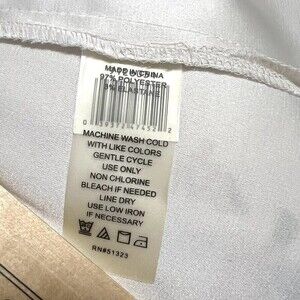 MADE IN CHINA
97% POLYESTER
3% ELASTANE
MACHINE WASH COLD
WITH LIKE COLORS
GENTLE CYCLE
USE ONLY
NON CHLORINE
BLEACH IF NEEDED
LINE DRY
USE LOW IRON
IF NECESSARY
RN#51323